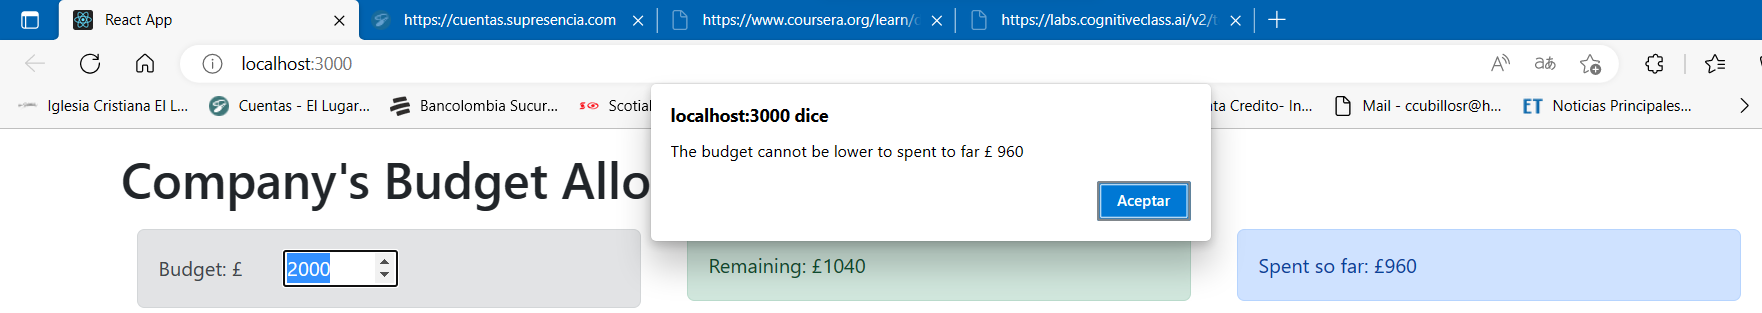 React App
https://cuentas.supresencia.com
https://www.coursera.org/learn/
https://labs.cognitiveclass.ai/v2/
localhost:3000
Iglesia Cristiana El L...
Cuentas - El Lugar...
Bancolombia Sucur...
Scotial
Credito- In...
Mail - ccubillosr@h...
ET Noticias Principales...
localhost:3000 dice
The budget cannot be lower to spent to far £ 960
Aceptar
Company's Budget Allo
Budget: £ 2000
Remaining: £1040
Spent so far: £960